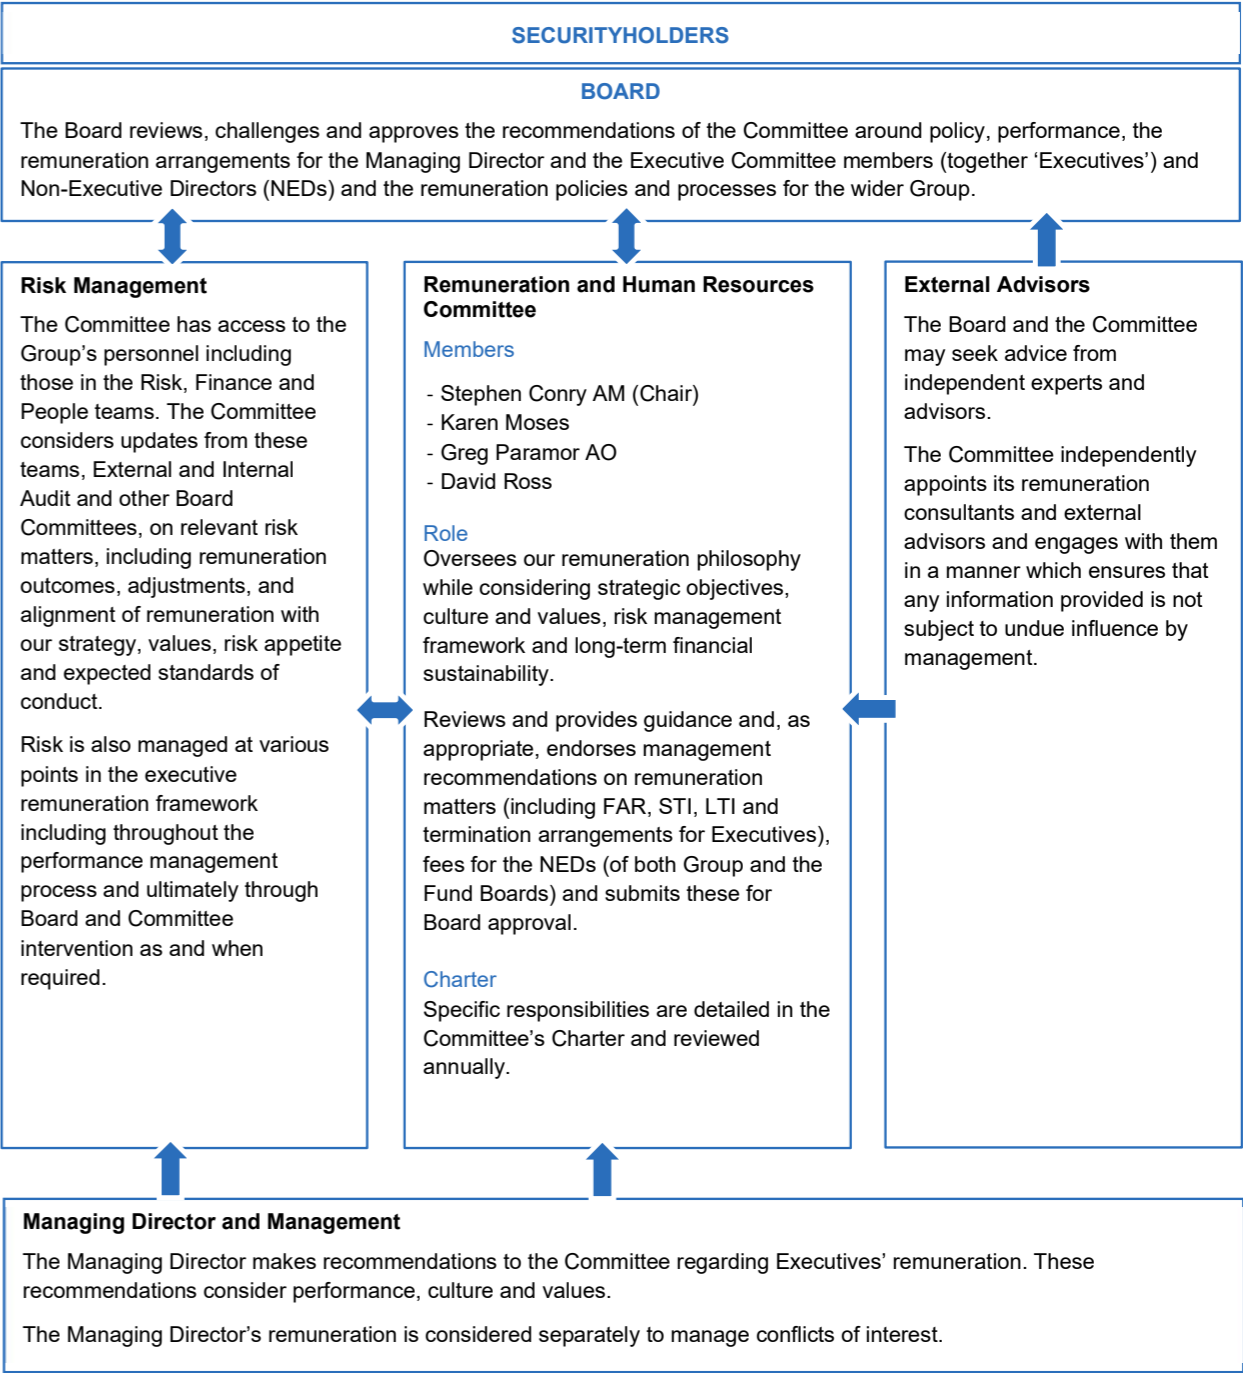 SECURITYHOLDERS
BOARD
The Board reviews, challenges and approves the recommendations of the Committee around policy, performance, the
remuneration arrangements for the Managing Director and the Executive Committee members (together ‘Executives’) and
Non-Executive Directors (NEDs) and the remuneration policies and processes for the wider Group.
Risk Management
The Committee has access to the
Group’s personnel including
those in the Risk, Finance and
People teams. The Committee
considers updates from these
teams, External and Internal
Audit and other Board
Committees, on relevant risk
matters, including remuneration
outcomes, adjustments, and
alignment of remuneration with
our strategy, values, risk appetite
and expected standards of
conduct.
Risk is also managed at various
points in the executive
remuneration framework
including throughout the
performance management
process and ultimately through
Board and Committee
intervention as and when
required.
Remuneration and Human Resources
Committee
Members
- Stephen Conry AM (Chair)
- Karen Moses
- Greg Paramor AO
- David Ross
Role
Oversees our remuneration philosophy
while considering strategic objectives,
culture and values, risk management
framework and long-term financial
sustainability.
Reviews and provides guidance and, as
appropriate, endorses management
recommendations on remuneration
matters (including FAR, STI, LTI and
termination arrangements for Executives),
fees for the NEDs (of both Group and the
Fund Boards) and submits these for
Board approval.
Charter
Specific responsibilities are detailed in the
Committee’s Charter and reviewed
annually.
External Advisors
The Board and the Committee
may seek advice from
independent experts and
advisors.
The Committee independently
appoints its remuneration
consultants and external
advisors and engages with them
in a manner which ensures that
any information provided is not
subject to undue influence by
management.
Managing Director and Management
The Managing Director makes recommendations to the Committee regarding Executives’ remuneration. These
recommendations consider performance, culture and values.
The Managing Director’s remuneration is considered separately to manage conflicts of interest.